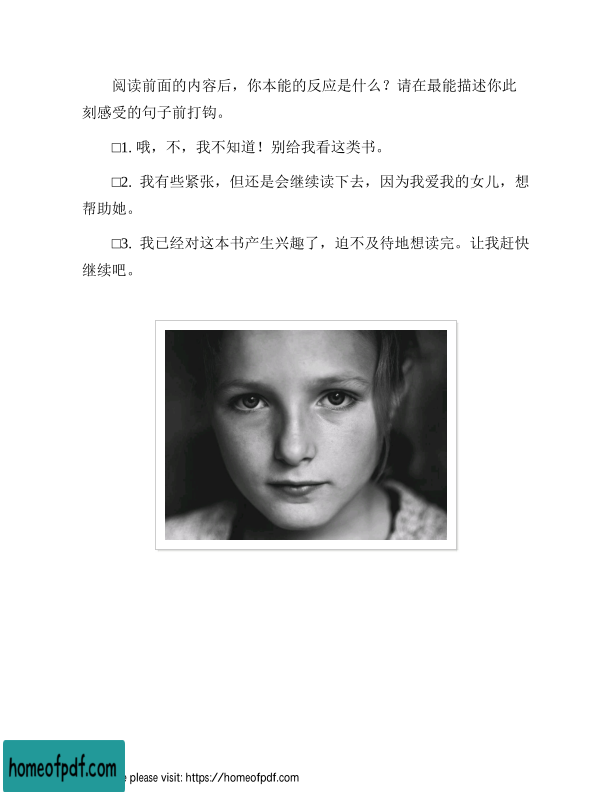 阅读前面的内容后，你本能的反应是什么？请在最能描述你此
刻感受的句子前打钩。
□1. 哦，不，我不知道！别给我看这类书。
□2. 我有些紧张，但还是会继续读下去，因为我爱我的女儿，想
帮助她。
□3. 我已经对这本书产生兴趣了，迫不及待地想读完。让我赶快
继续吧。
homeofpdf.com
please visit: https://homeofpdf.com